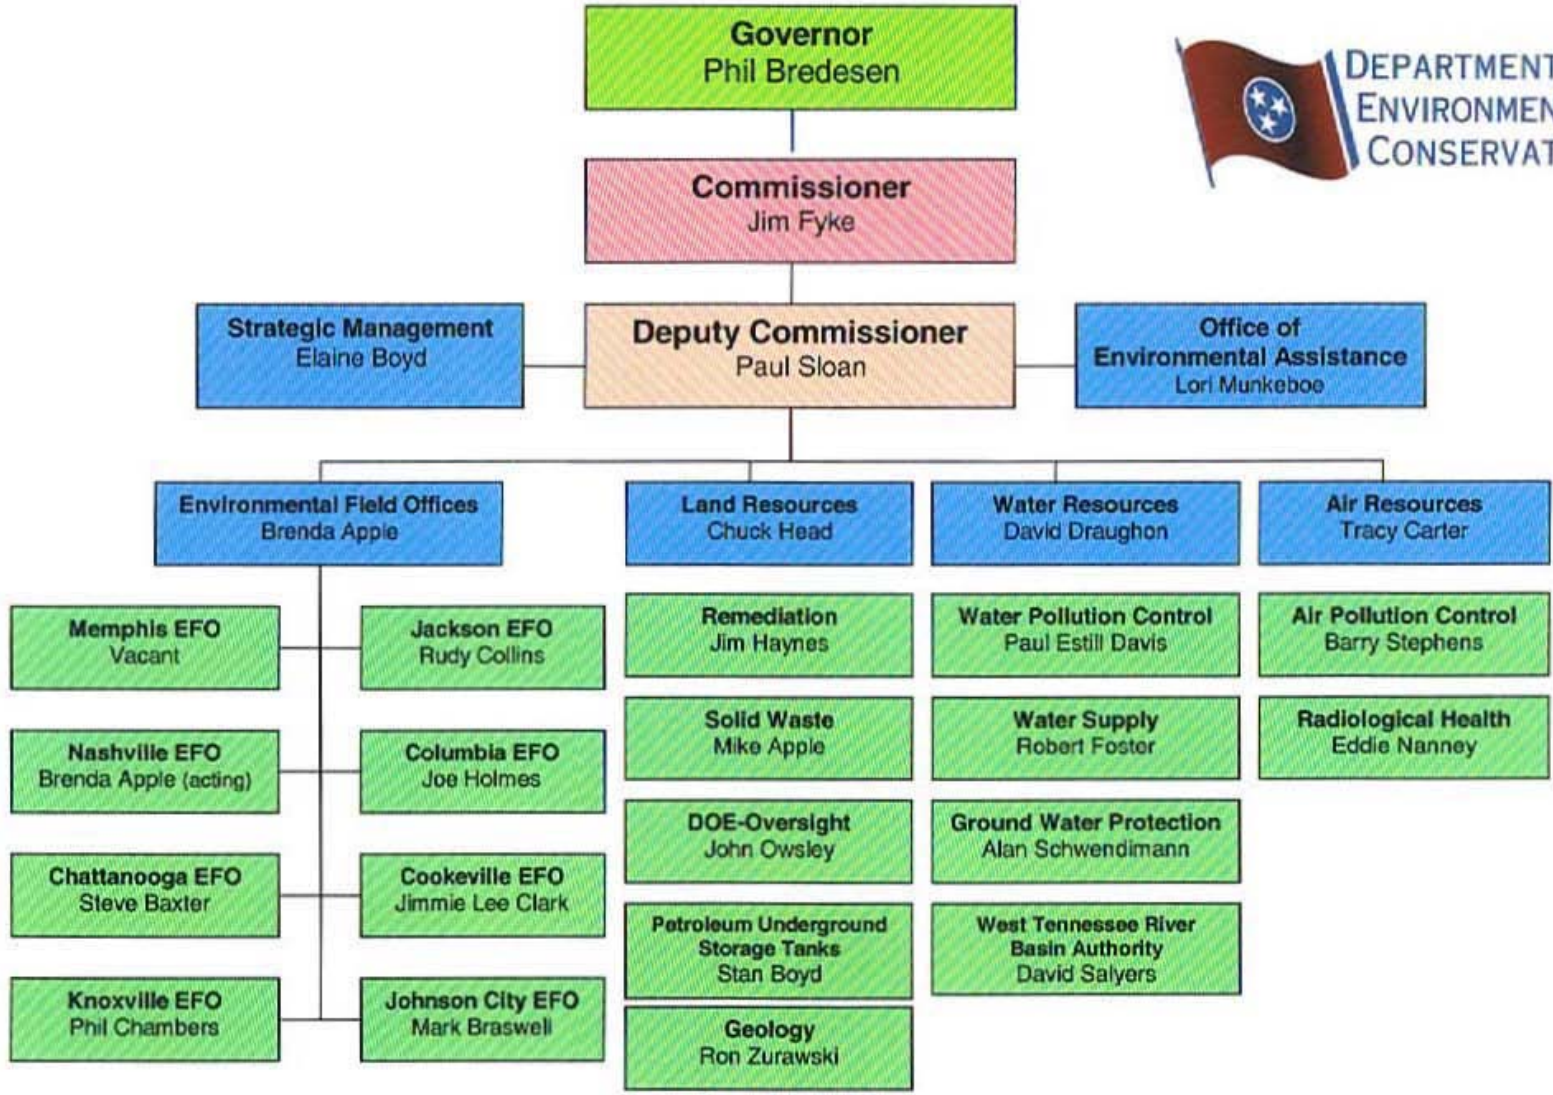 Governor
Phil Bredesen
DEPARTMENT
ENVIRONMEN
CONSERVAT
Commissioner
Jim Fyke
Strategic Management
Elaine Boyd
Deputy Commissioner
Paul Sloan
Office of
Environmental Assistance
Lori Munkeboe
Environmental Field Offices
Brenda Apple
Land Resources
Chuck Head
Water Resources
David Draughon
Air Resources
Tracy Carter
Memphis EFO
Vacant
Jackson EFO
Rudy Collins
Nashville EFO
Brenda Apple (acting)
Columbia EFO
Joe Holmes
Chattanooga EFO
Steve Baxter
Cookeville EFO
Jimmie Lee Clark
Knoxville EFO
Phil Chambers
Johnson City EFO
Mark Braswell
Remediation
Jim Haynes
Solid Waste
Mike Apple
DOE-Oversight
John Owsley
Petroleum Underground
Storage Tanks
Stan Boyd
Geology
Ron Zurawski
Water Pollution Control
Paul Estill Davis
Water Supply
Robert Foster
Ground Water Protection
Alan Schwendimann
West Tennessee River
Basin Authority
David Salyers
Air Pollution Control
Barry Stephens
Radiological Health
Eddie Nanney